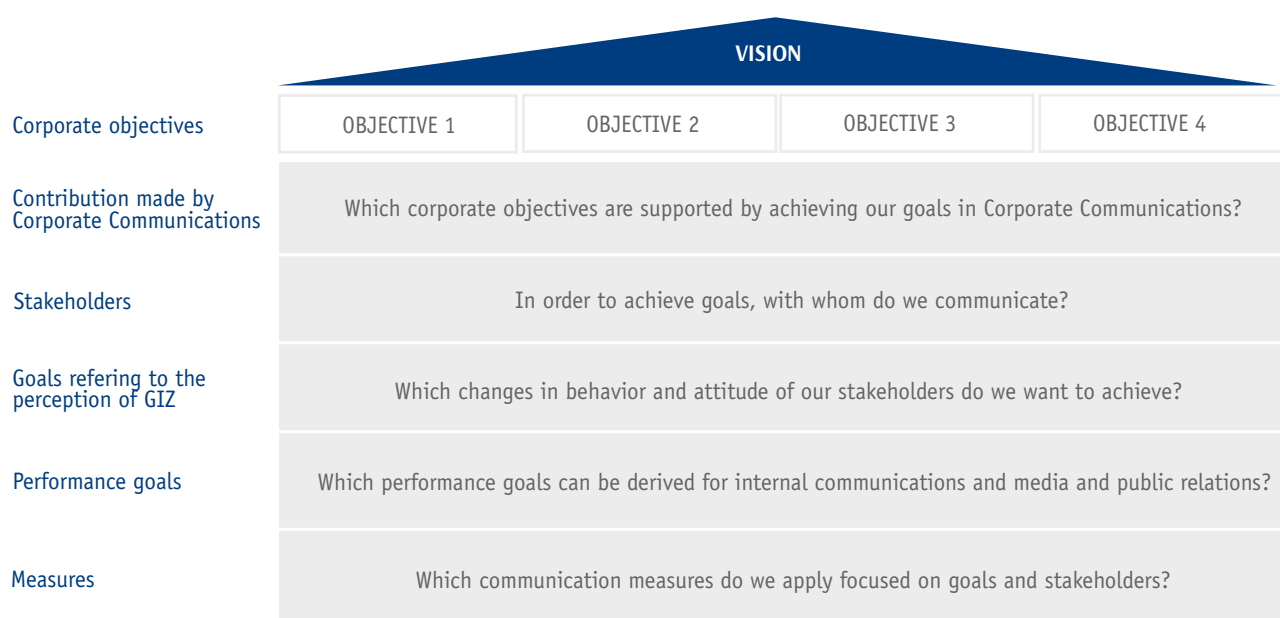 VISION
Corporate objectives
OBJECTIVE 1
OBJECTIVE 2
OBJECTIVE 3
OBJECTIVE 4
Contribution made by
Corporate Communications
Which corporate objectives are supported by achieving our goals in Corporate Communications?
Stakeholders
In order to achieve goals, with whom do we communicate?
Goals refering to the
perception of GIZ
Which changes in behavior and attitude of our stakeholders do we want to achieve?
Performance goals
Which performance goals can be derived for internal communications and media and public relations?
Measures
Which communication measures do we apply focused on goals and stakeholders?